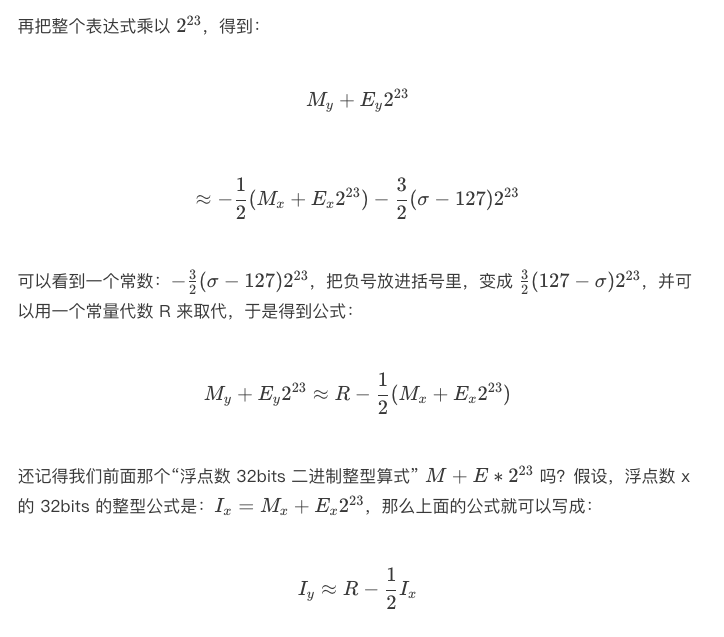 再把整个表达式乘以 2^{23}，得到：
M_y + E_y 2^{23}
≈ -\frac{1}{2}(M_x + E_x 2^{23}) - \frac{3}{2}(σ - 127)2^{23}
可以看到一个常数：-\frac{3}{2}(σ - 127)2^{23}，把负号放进括号里，变成 \frac{3}{2}(127 - σ)2^{23}，并可
以用一个常量代数 R 来取代，于是得到公式：
M_y + E_y 2^{23} ≈ R - \frac{1}{2}(M_x + E_x 2^{23})
还记得我们前面那个“浮点数 32bits 二进制整型算式” M + E * 2^{23} 吗？假设，浮点数 x
的 32bits 的整型公式是：I_x = M_x + E_x 2^{23}，那么上面的公式就可以写成：
I_y ≈ R - \frac{1}{2}I_x